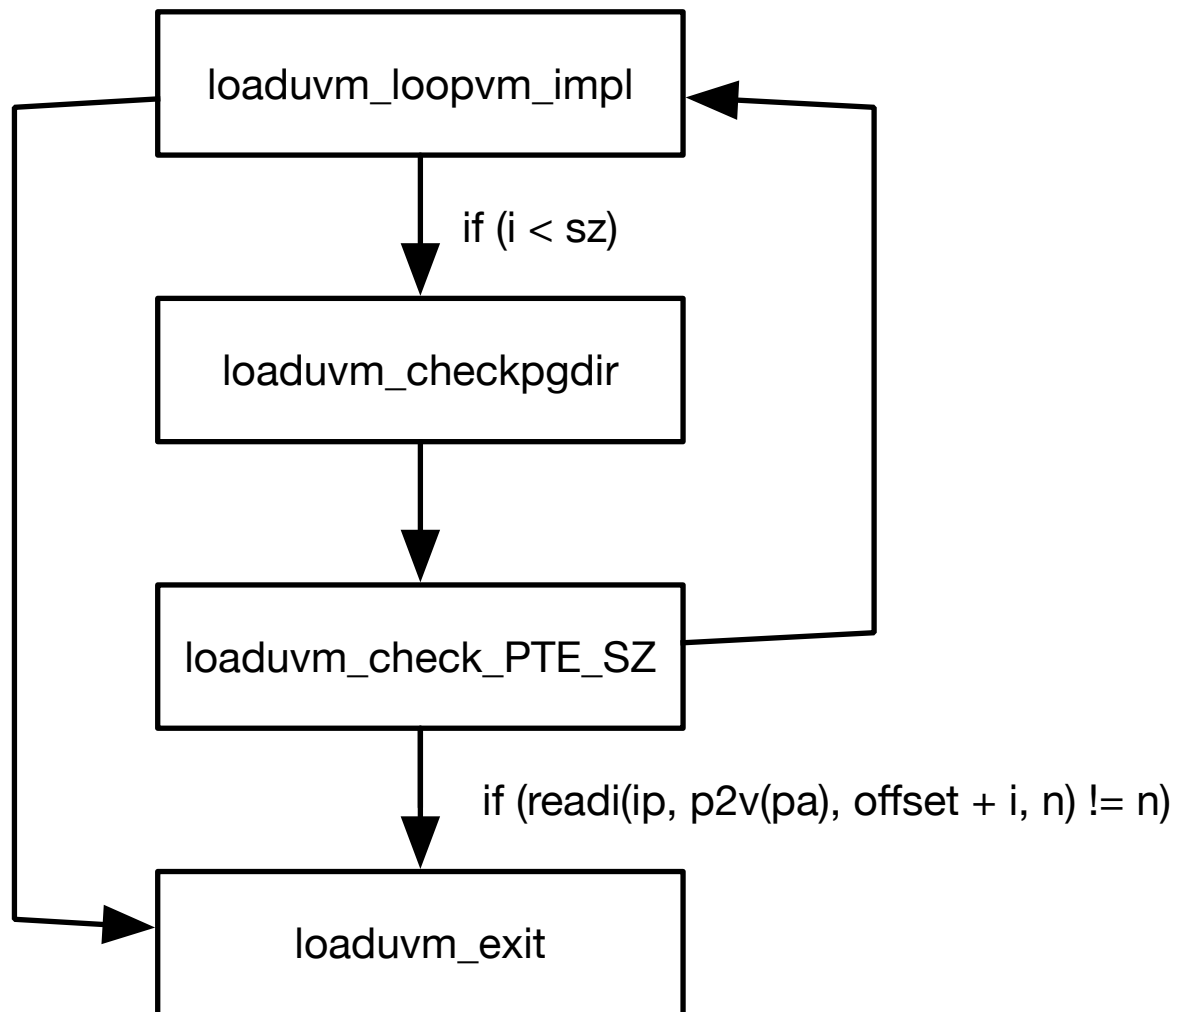 loaduvm_loopvm_impl
if (i < sz)
loaduvm_checkpgdir
loaduvm_check_PTE_SZ
if (readi(ip, p2v(pa), offset + i, n) != n)
loaduvm_exit